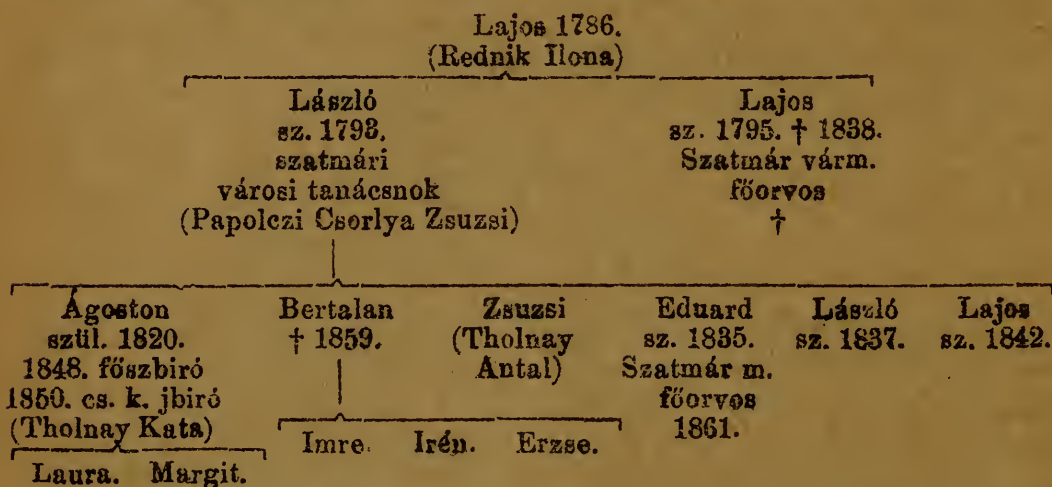 Lajos 1786.
(Rednik Ilona)
László
sz. 1793.
szatmári
városi tanácsnok
(Papolczi Csorlya Zsuzsi)
Lajos
sz. 1795. † 1838.
Szatmár várm.
főorvos
†
Ágoston
szül. 1820.
1848. főszbiró
1850. cs. k. jbiró
(Tholnay Kata)
Bertalan
† 1859.
Zsuzsi
(Tholnay
Antal)
Eduard
sz. 1835.
Szatmár m.
főorvos
1861.
László
sz. 1837.
Lajos
sz. 1842.
Laura. Margit.
Imre. Irén. Erzse.